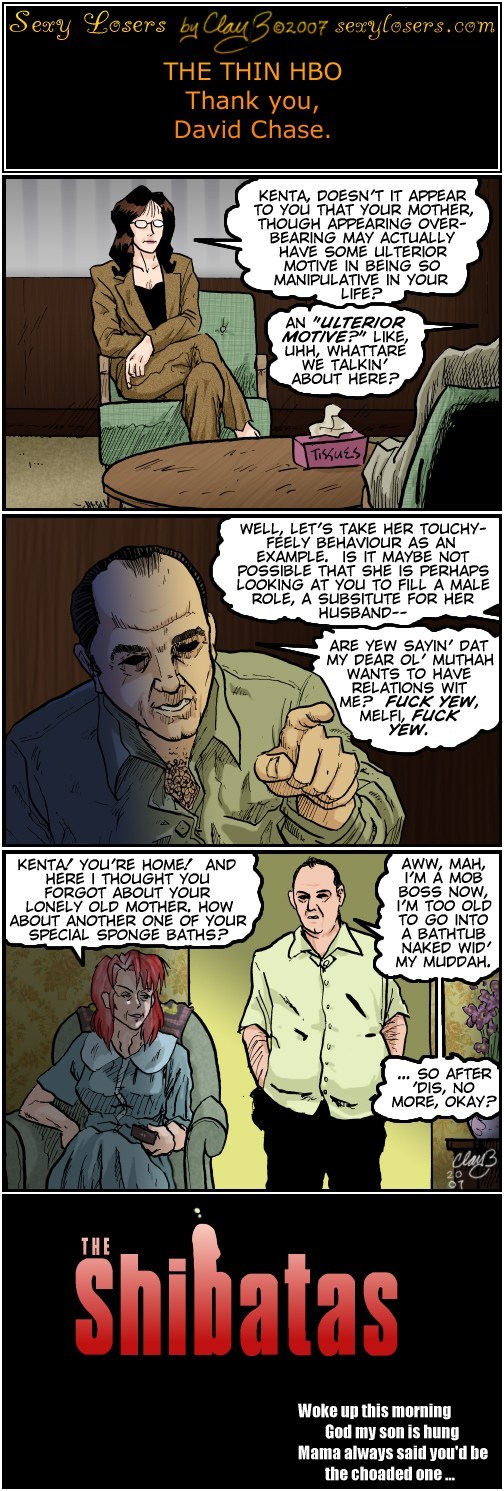 Sexy Losers by Clay B ©2007 sexylosers.com
THE THIN HBO
Thank you,
David Chase.
KENTA, DOESN'T IT APPEAR
TO YOU THAT YOUR MOTHER,
THOUGH APPEARING OVER-
BEARING MAY ACTUALLY
HAVE SOME ULTERIOR
MOTIVE IN BEING SO
MANIPULATIVE IN YOUR
LIFE?
AN "ULTERIOR
MOTIVE?" LIKE,
UHH, WHATTARE
WE TALKIN'
ABOUT HERE?
TISSUES
WELL, LET'S TAKE HER TOUCHY-
FEELY BEHAVIOUR AS AN
EXAMPLE. IS IT MAYBE NOT
POSSIBLE THAT SHE IS PERHAPS
LOOKING AT YOU TO FILL A MALE
ROLE, A SUBSITUTE FOR HER
HUSBAND--
ARE YEW SAYIN' DAT
MY DEAR OL' MUTHAH
WANTS TO HAVE
RELATIONS WIT
ME? FUCK YEW,
MELFI, FUCK
YEW.
KENTA! YOU'RE HOME! AND
HERE I THOUGHT YOU
FORGOT ABOUT YOUR
LONELY OLD MOTHER. HOW
ABOUT ANOTHER ONE OF YOUR
SPECIAL SPONGE BATHS?
AWW, MAH,
I'M A MOB
BOSS NOW,
I'M TOO OLD
TO GO INTO
A BATHTUB
NAKED WID'
MY MUDDAH.
... SO AFTER
'DIS, NO
MORE, OKAY?
Clay B
20
07
THE
Shibatas
Woke up this morning
God my son is hung
Mama always said you'd be
the choaded one ...